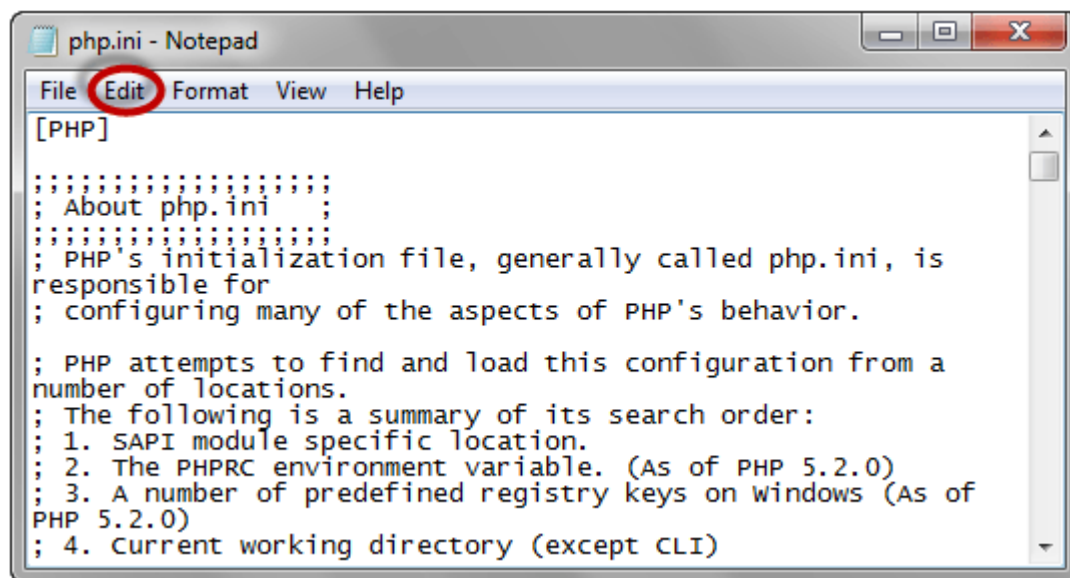 php.ini - Notepad
File Edit Format View Help
[PHP]
;;;;;;;;;;;;;;;;;;;
; About php.ini   ;
;;;;;;;;;;;;;;;;;;;
; PHP's initialization file, generally called php.ini, is
responsible for
; configuring many of the aspects of PHP's behavior.
; PHP attempts to find and load this configuration from a
number of locations.
; The following is a summary of its search order:
; 1. SAPI module specific location.
; 2. The PHPRC environment variable. (As of PHP 5.2.0)
; 3. A number of predefined registry keys on Windows (As of
PHP 5.2.0)
; 4. Current working directory (except CLI)